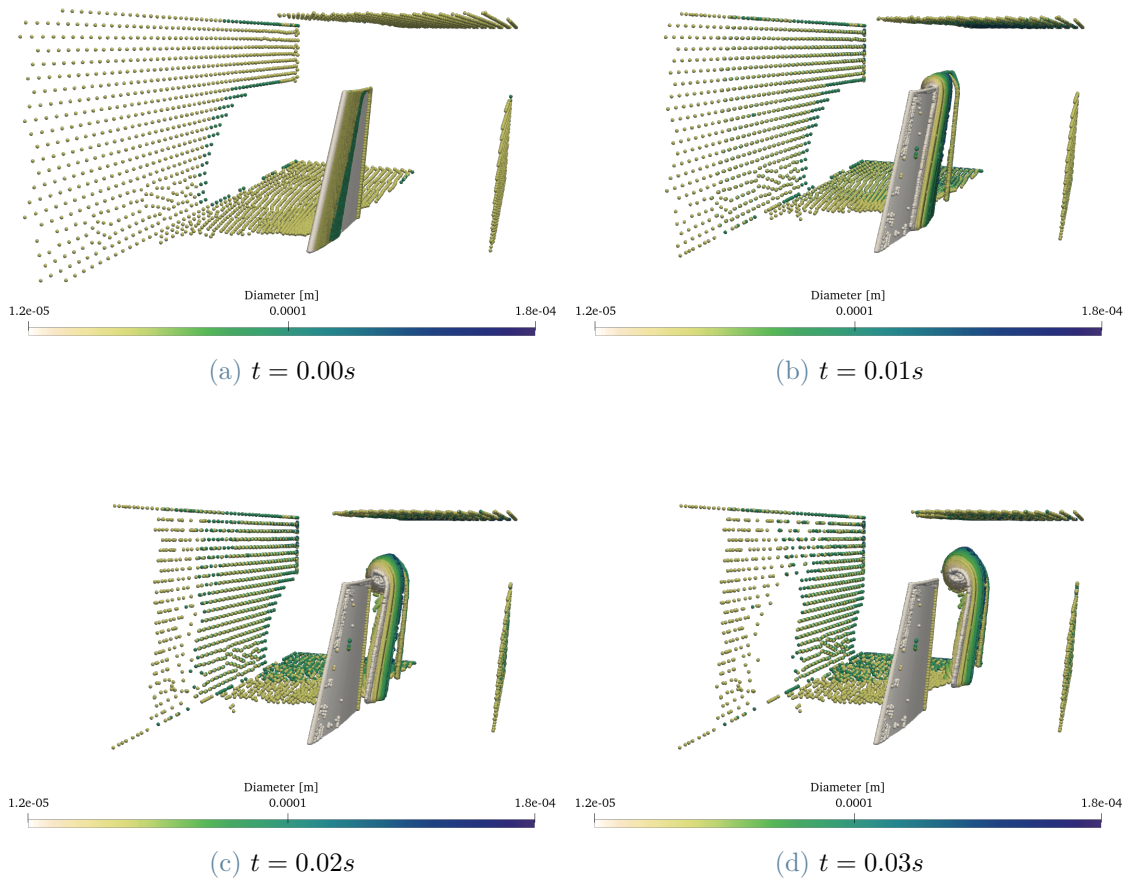 Diameter [m]
1.2e-05 0.0001 1.8e-04
(a) t = 0.00s
Diameter [m]
1.2e-05 0.0001 1.8e-04
(b) t = 0.01s
Diameter [m]
1.2e-05 0.0001 1.8e-04
(c) t = 0.02s
Diameter [m]
1.2e-05 0.0001 1.8e-04
(d) t = 0.03s